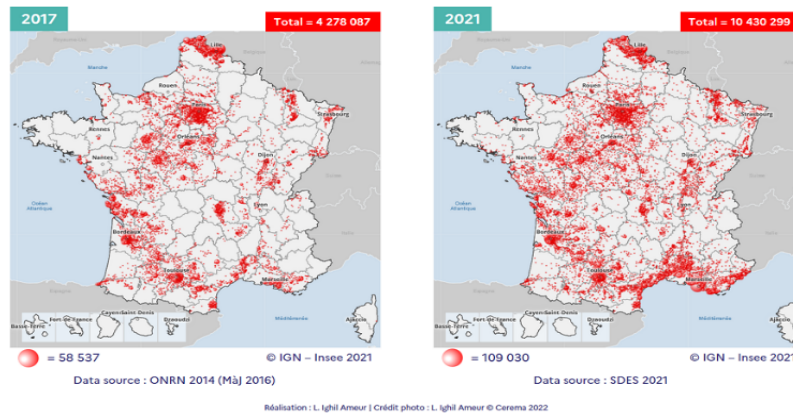 2017
Total = 4 278 087
Lille
Manche
Rouen
Paris
Strasbourg
Rennes
Orléans
Nantes
Dijon
Océan
Atlantique
Lyon
Bordeaux
Toulouse
Marseille
Basse-Terre
Fort-de-France
Cayenne
Saint-Denis
Dzaoudzi
Ajaccio
Méditerranée
= 58 537
© IGN – Insee 2021
Data source : ONRN 2014 (MàJ 2016)
2021
Total = 10 430 299
Lille
Manche
Rouen
Paris
Strasbourg
Rennes
Orléans
Nantes
Dijon
Océan
Atlantique
Lyon
Bordeaux
Toulouse
Marseille
Basse-Terre
Fort-de-France
Cayenne
Saint-Denis
Dzaoudzi
Ajaccio
Méditerranée
= 109 030
© IGN – Insee 2021
Data source : SDES 2021
Réalisation : L. Ighil Ameur | Crédit photo : L. Ighil Ameur © Cerema 2022